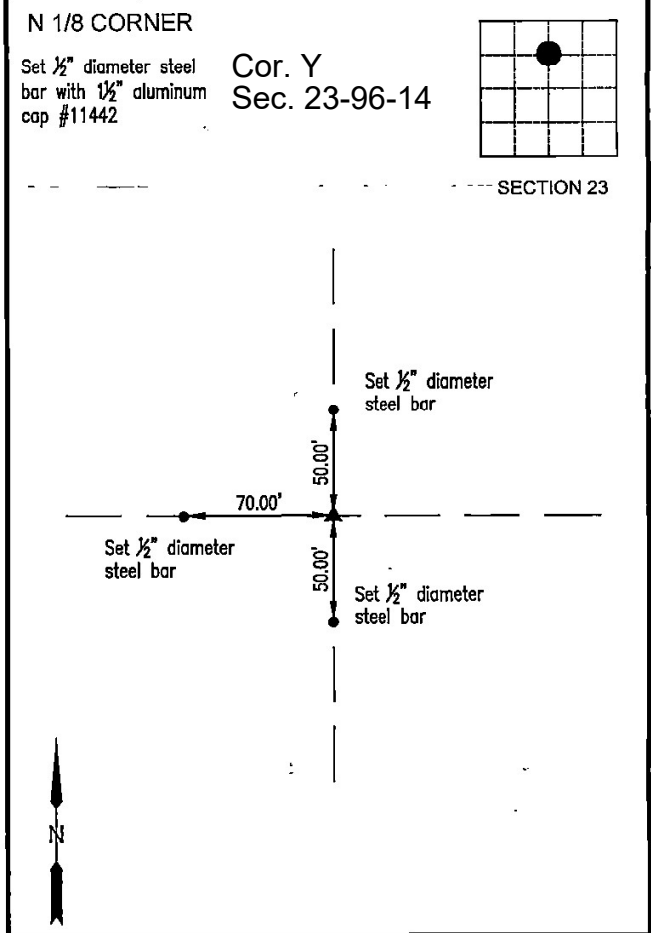 N 1/8 CORNER
Set ½" diameter steel
bar with 1½" aluminum
cap #11442
Cor. Y
Sec. 23-96-14
SECTION 23
Set ½" diameter
steel bar
50.00'
70.00'
Set ½" diameter
steel bar
50.00'
Set ½" diameter
steel bar
N